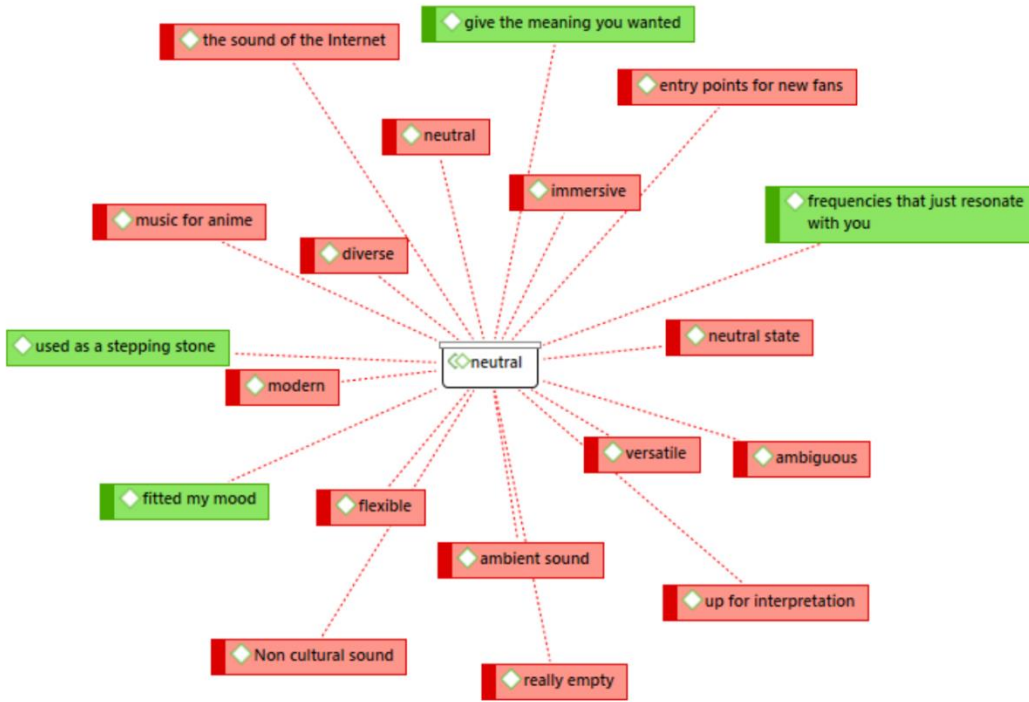 give the meaning you wanted
the sound of the Internet
entry points for new fans
neutral
immersive
frequencies that just resonate
with you
music for anime
diverse
neutral state
used as a stepping stone
neutral
modern
versatile
ambiguous
fitted my mood
flexible
ambient sound
up for interpretation
Non cultural sound
really empty